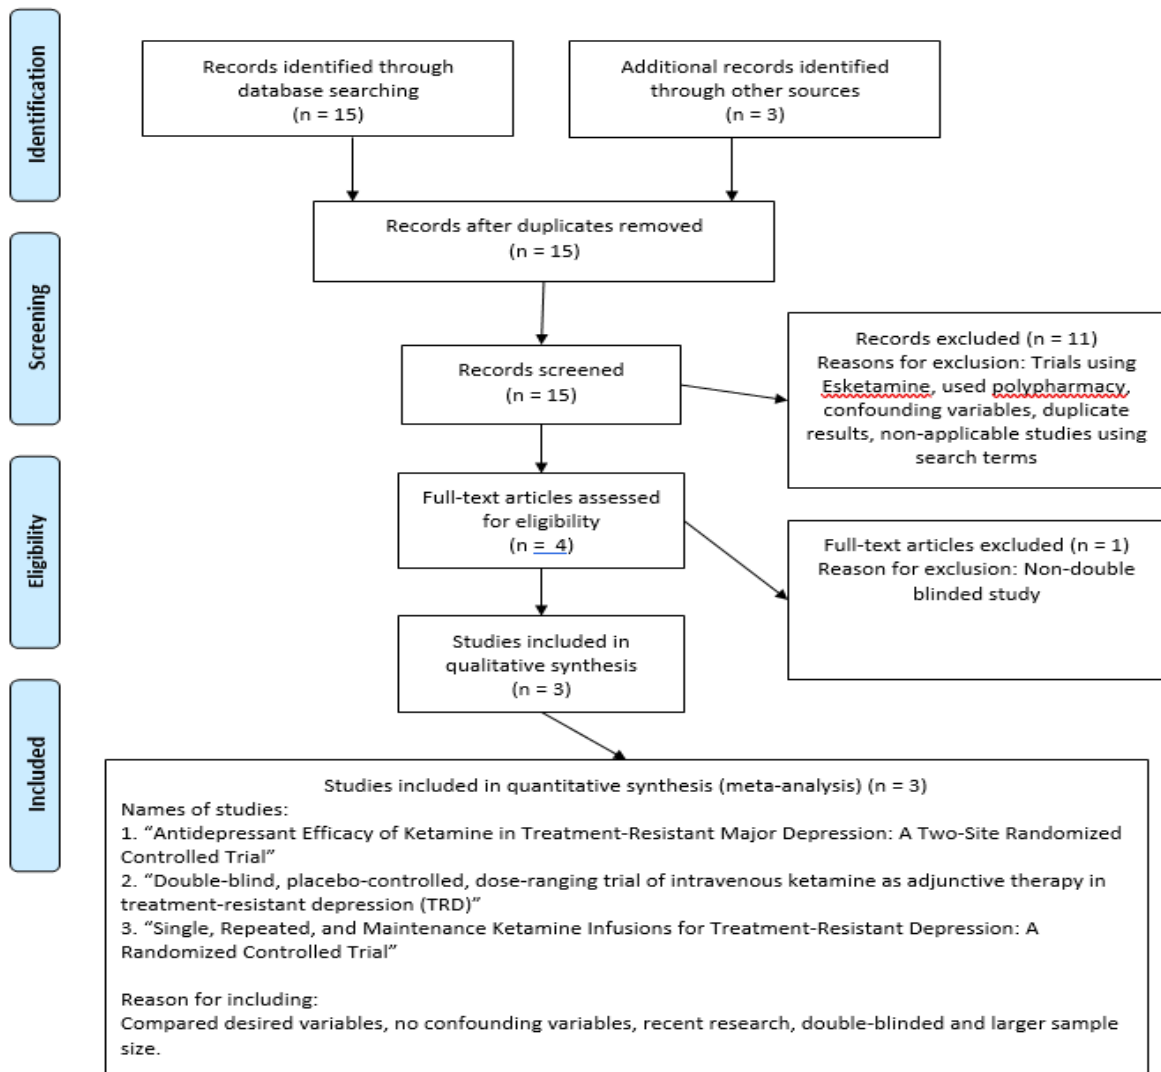 Identification
Records identified through
database searching
(n = 15)
Additional records identified
through other sources
(n = 3)
Records after duplicates removed
(n = 15)
Screening
Records screened
(n = 15)
Records excluded (n = 11)
Reasons for exclusion: Trials using
Esketamine, used polypharmacy,
confounding variables, duplicate
results, non-applicable studies using
search terms
Eligibility
Full-text articles assessed
for eligibility
(n = 4)
Full-text articles excluded (n = 1)
Reason for exclusion: Non-double
blinded study
Studies included in
qualitative synthesis
(n = 3)
Included
Studies included in quantitative synthesis (meta-analysis) (n = 3)
Names of studies:
1. “Antidepressant Efficacy of Ketamine in Treatment-Resistant Major Depression: A Two-Site Randomized
Controlled Trial”
2. “Double-blind, placebo-controlled, dose-ranging trial of intravenous ketamine as adjunctive therapy in
treatment-resistant depression (TRD)”
3. “Single, Repeated, and Maintenance Ketamine Infusions for Treatment-Resistant Depression: A
Randomized Controlled Trial”
Reason for including:
Compared desired variables, no confounding variables, recent research, double-blinded and larger sample
size.